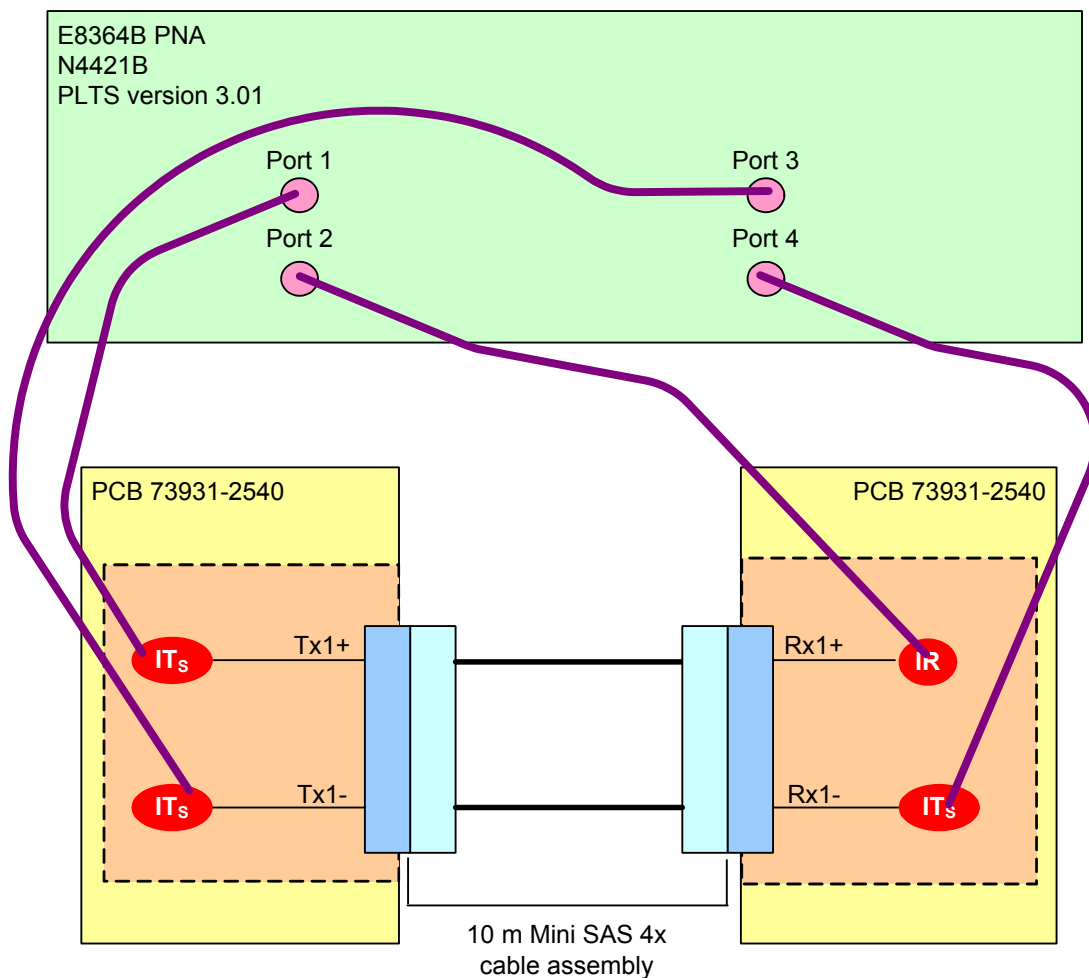 E8364B PNA
N4421B
PLTS version 3.01
Port 1
Port 3
Port 2
Port 4
PCB 73931-2540
PCB 73931-2540
Tx1+
Rx1+
ITS
IR
Tx1-
Rx1-
ITS
ITS
10 m Mini SAS 4x
cable assembly